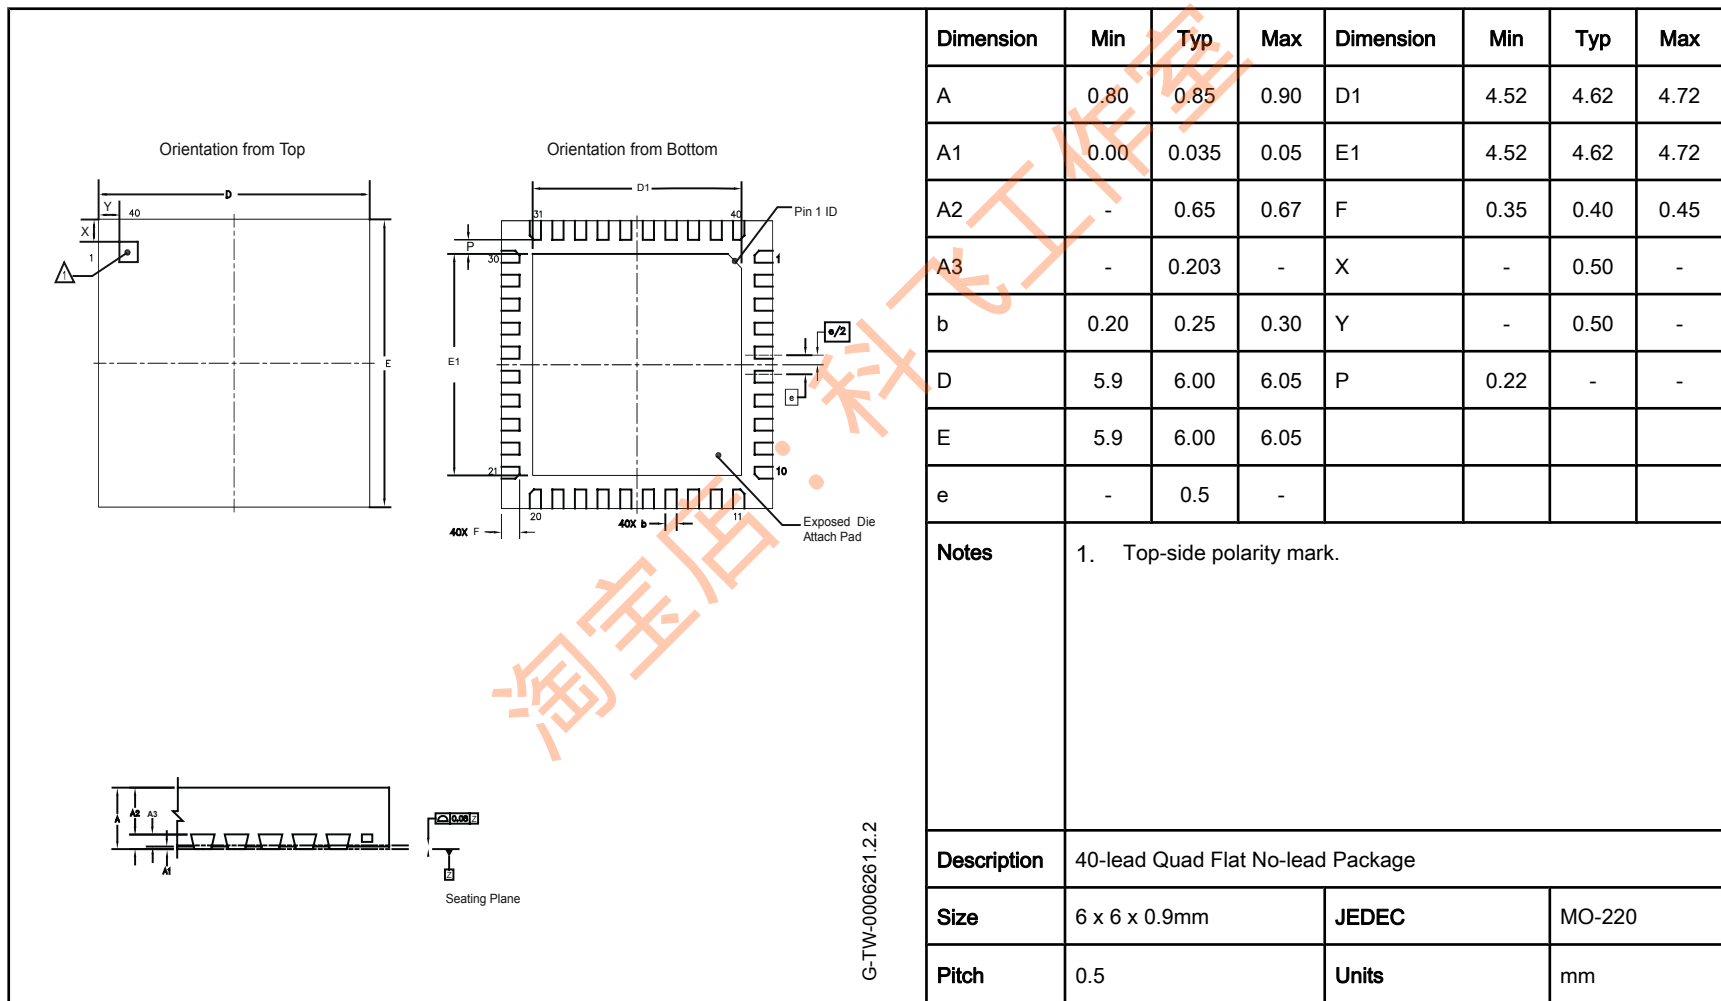 Orientation from Top
D
Y
40
X
1
1
E
Orientation from Bottom
D1
31
40
Pin 1 ID
P
30
1
e/2
E1
e
21
10
20
40X b
11
40X F
Exposed Die
Attach Pad
A
A2
A3
A1
0.08 Z
Z
Seating Plane
G-TW-0006261.2.2
Dimension Min Typ Max Dimension Min Typ Max
A 0.80 0.85 0.90 D1 4.52 4.62 4.72
A1 0.00 0.035 0.05 E1 4.52 4.62 4.72
A2 - 0.65 0.67 F 0.35 0.40 0.45
A3 - 0.203 - X - 0.50 -
b 0.20 0.25 0.30 Y - 0.50 -
D 5.9 6.00 6.05 P 0.22 - -
E 5.9 6.00 6.05
e - 0.5 -
Notes 1. Top-side polarity mark.
Description 40-lead Quad Flat No-lead Package
Size 6 x 6 x 0.9mm JEDEC MO-220
Pitch 0.5 Units mm
淘宝店：科飞工作室